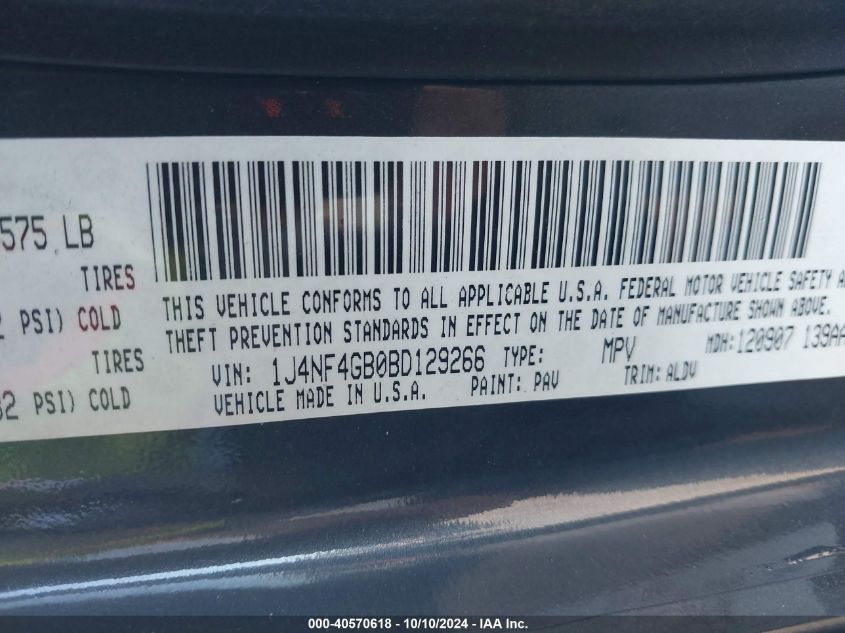 575 LB
TIRES
PSI) COLD
TIRES
PSI) COLD
THIS VEHICLE CONFORMS TO ALL APPLICABLE U.S.A. FEDERAL MOTOR VEHICLE SAFETY
THEFT PREVENTION STANDARDS IN EFFECT ON THE DATE OF MANUFACTURE SHOWN ABOVE.
VIN: 1J4NF4GB0BD129266 TYPE: MPV MDH:120907 139AA
VEHICLE MADE IN U.S.A. PAINT: PAV TRIM: ALDV
000-40570618 - 10/10/2024 - IAA Inc.